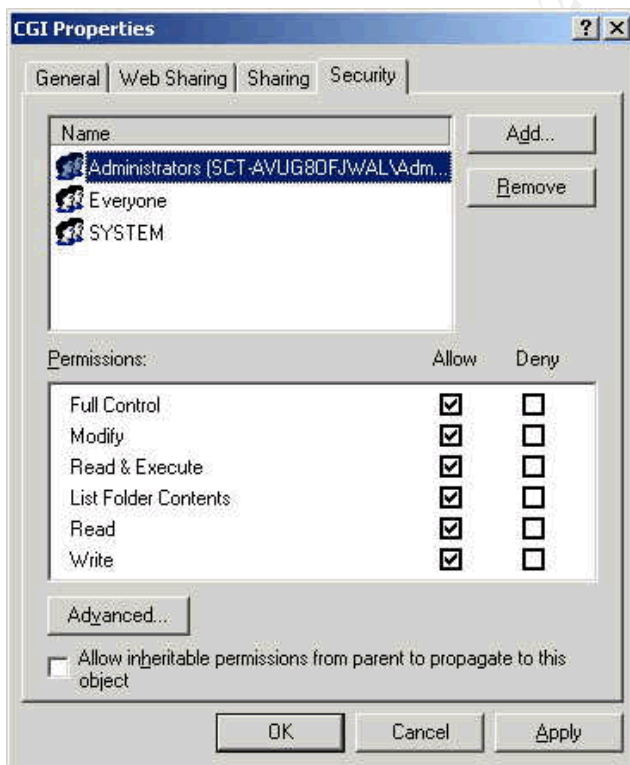 CGI Properties
General Web Sharing Sharing Security
Name
Administrators (SCT-AVUG8OFJWAL\Adm...
Everyone
SYSTEM
Add...
Remove
Permissions: Allow Deny
Full Control
Modify
Read & Execute
List Folder Contents
Read
Write
Advanced...
Allow inheritable permissions from parent to propagate to this
object
OK Cancel Apply